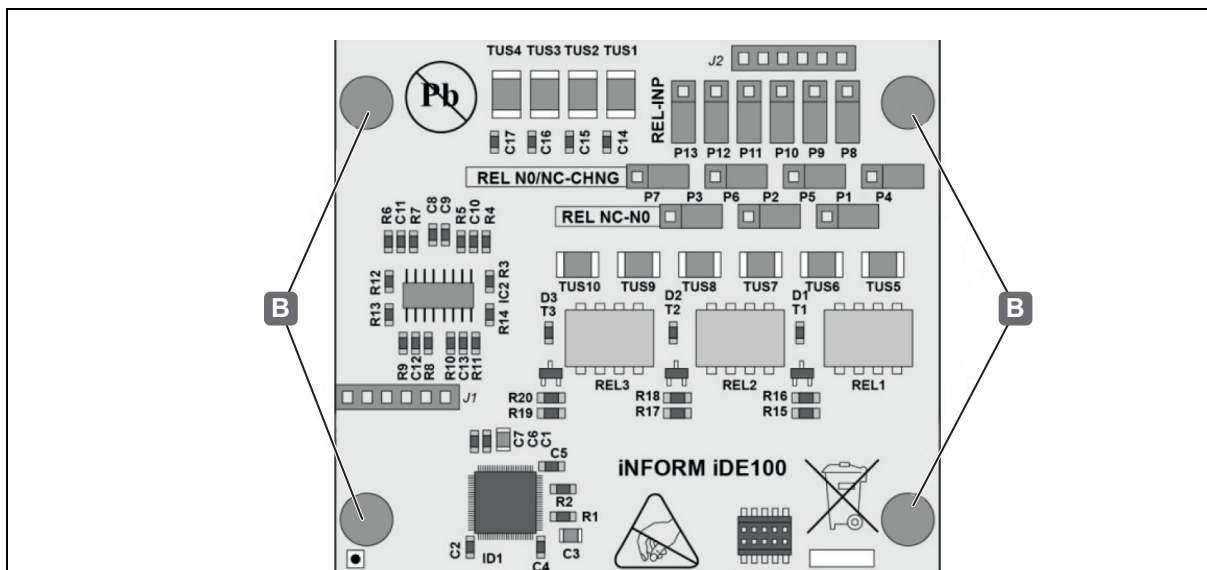 TUS4 TUS3 TUS2 TUS1
J2
Pb
REL-INP
C17 C16 C15 C14
P13 P12 P11 P10 P9 P8
REL N0/NC-CHNG
P7 P3 P6 P2 P5 P1 P4
REL NC-N0
R6 C11 R7 C8 C9 R5 C10 R4
TUS10 TUS9 TUS8 TUS7 TUS6 TUS5
R12 IC2 R3
R13 R14
B
B
D3 D2 D1
T3 T2 T1
R9 C12 R8 R10 C13 R11
REL3 REL2 REL1
J1
R20 R18 R16
R19 R17 R15
C7 C6 C1
C5
iNFORM iDE100
R2
R1
C2 ID1 C4 C3